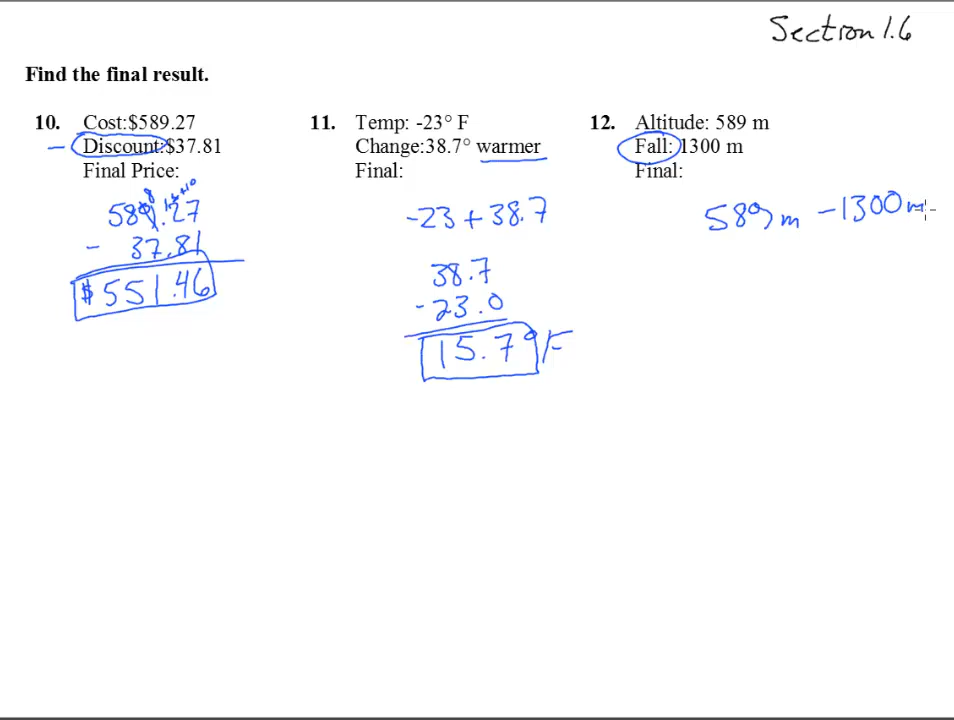 Section 1.6
Find the final result.
10. Cost:$589.27
Discount:$37.81
Final Price:
589.27
- 37.81
$551.46
11. Temp: -23° F
Change:38.7° warmer
Final:
-23 + 38.7
38.7
-23.0
15.7° F
12. Altitude: 589 m
Fall: 1300 m
Final:
589 m - 1300 m